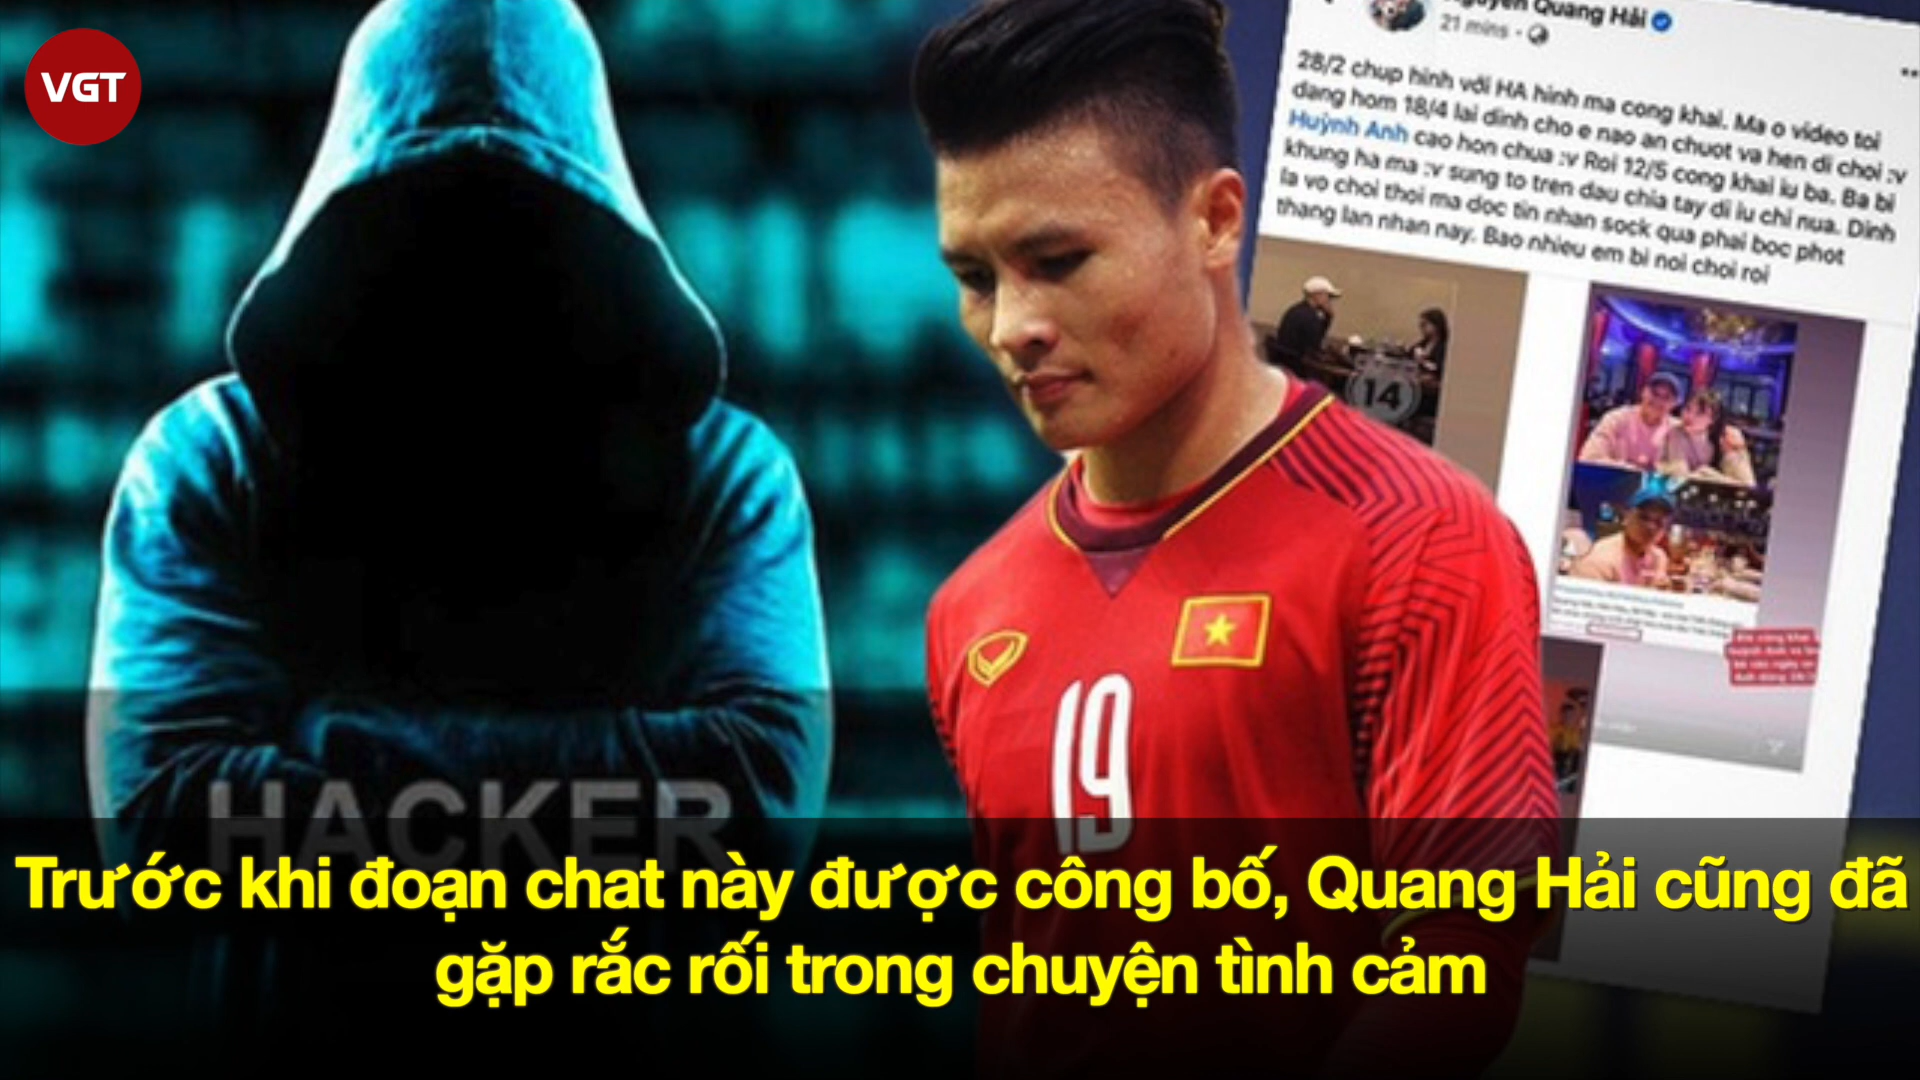 VGT
Quang Hải
21 mins
28/2 chup hinh với HA hinh ma cong khai. Ma o video toi
dang hom 18/4 lai dinh cho e nao an chuot va hen di choi :v
Huỳnh Anh cao hon chua :v Roi 12/5 cong khai iu ba. Ba bi
khung ha ma :v sung to tren dau chia tay di iu chi nua. Dinh
la vo choi thoi ma doc tin nhan sock qua phai boc phot
thang lan nhan nay. Bao nhieu em bi noi choi roi
14
19
HACKER
Trước khi đoạn chat này được công bố, Quang Hải cũng đã
gặp rắc rối trong chuyện tình cảm